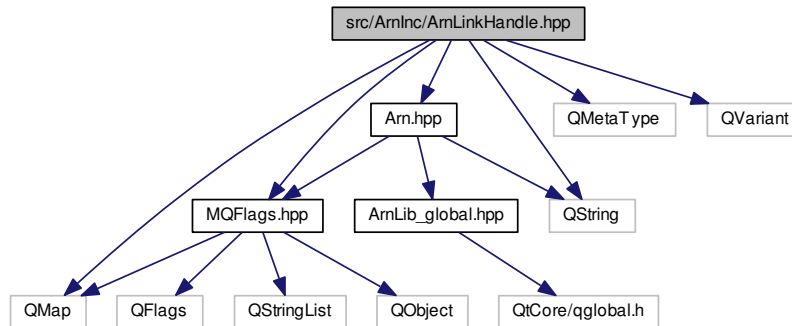 src/ArnInc/ArnLinkHandle.hpp
Arn.hpp
QMetaType
QVariant
MQFlags.hpp
ArnLib_global.hpp
QString
QMap
QFlags
QStringList
QObject
QtCore/qglobal.h